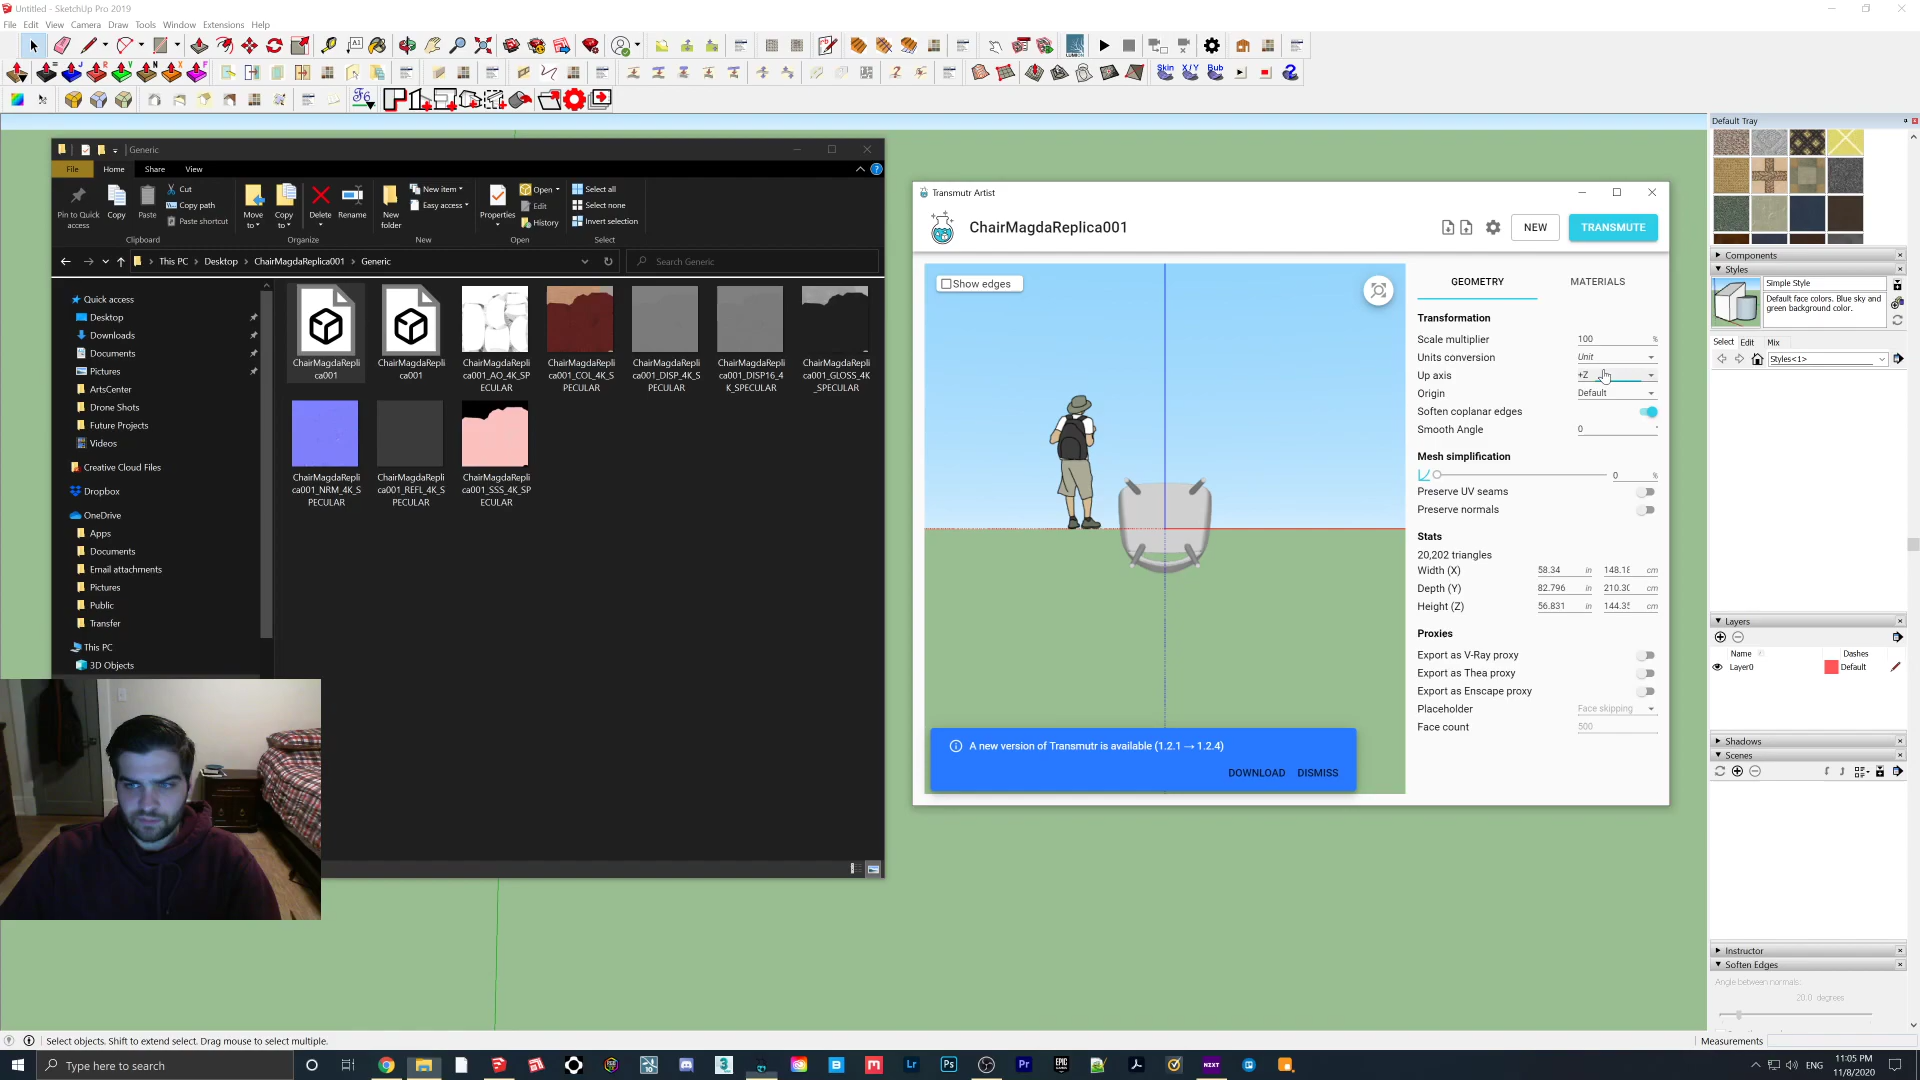 Untitled - SketchUp Pro 2019
File Edit View Camera Draw Tools Window Extensions Help
Generic
File Home Share View
Pin to Quick access
Copy
Paste
Cut
Copy path
Paste shortcut
Move to
Copy to
Delete
Rename
New folder
New item
Easy access
Properties
Open
Edit
History
Select all
Select none
Invert selection
Clipboard Organize New Open Select
This PC > Desktop > ChairMagdaReplica001 > Generic
Search Generic
Quick access
Desktop
Downloads
Documents
Pictures
ArtsCenter
Drone Shots
Future Projects
Videos
Creative Cloud Files
Dropbox
OneDrive
Apps
Documents
Email attachments
Pictures
Public
Transfer
This PC
3D Objects
ChairMagdaReplica001
ChairMagdaReplica001
ChairMagdaReplica001_AO_4K_SPECULAR
ChairMagdaReplica001_COL_4K_SPECULAR
ChairMagdaReplica001_DISP_4K_SPECULAR
ChairMagdaReplica001_DISP16_4K_SPECULAR
ChairMagdaReplica001_GLOSS_4K_SPECULAR
ChairMagdaReplica001_NRM_4K_SPECULAR
ChairMagdaReplica001_REFL_4K_SPECULAR
ChairMagdaReplica001_SSS_4K_SPECULAR
Transmutr Artist
ChairMagdaReplica001
NEW
TRANSMUTE
Show edges
GEOMETRY MATERIALS
Transformation
Scale multiplier 100 %
Units conversion Unit
Up axis +Z
Origin Default
Soften coplanar edges
Smooth Angle 0 °
Mesh simplification
0 %
Preserve UV seams
Preserve normals
Stats
20,202 triangles
Width (X) 58.34 in 148.18 cm
Depth (Y) 82.796 in 210.30 cm
Height (Z) 56.831 in cm
Proxies
Export as V-Ray proxy
Export as Thea proxy
Export as Enscape proxy
Placeholder Face skipping
Face count 500
A new version of Transmutr is available (1.2.1 → 1.2.4)
DOWNLOAD DISMISS
Default Tray
Components
Styles
Simple Style
Default face colors. Blue sky and green background color.
Select Edit Mix
Styles<1>
Layers
Name Dashes
Layer0 Default
Shadows
Scenes
Instructor
Soften Edges
Angle between normals:
20.0 degrees
Select objects. Shift to extend select. Drag mouse to select multiple.
Measurements
Type here to search
ENG
11:05 PM
11/8/2020